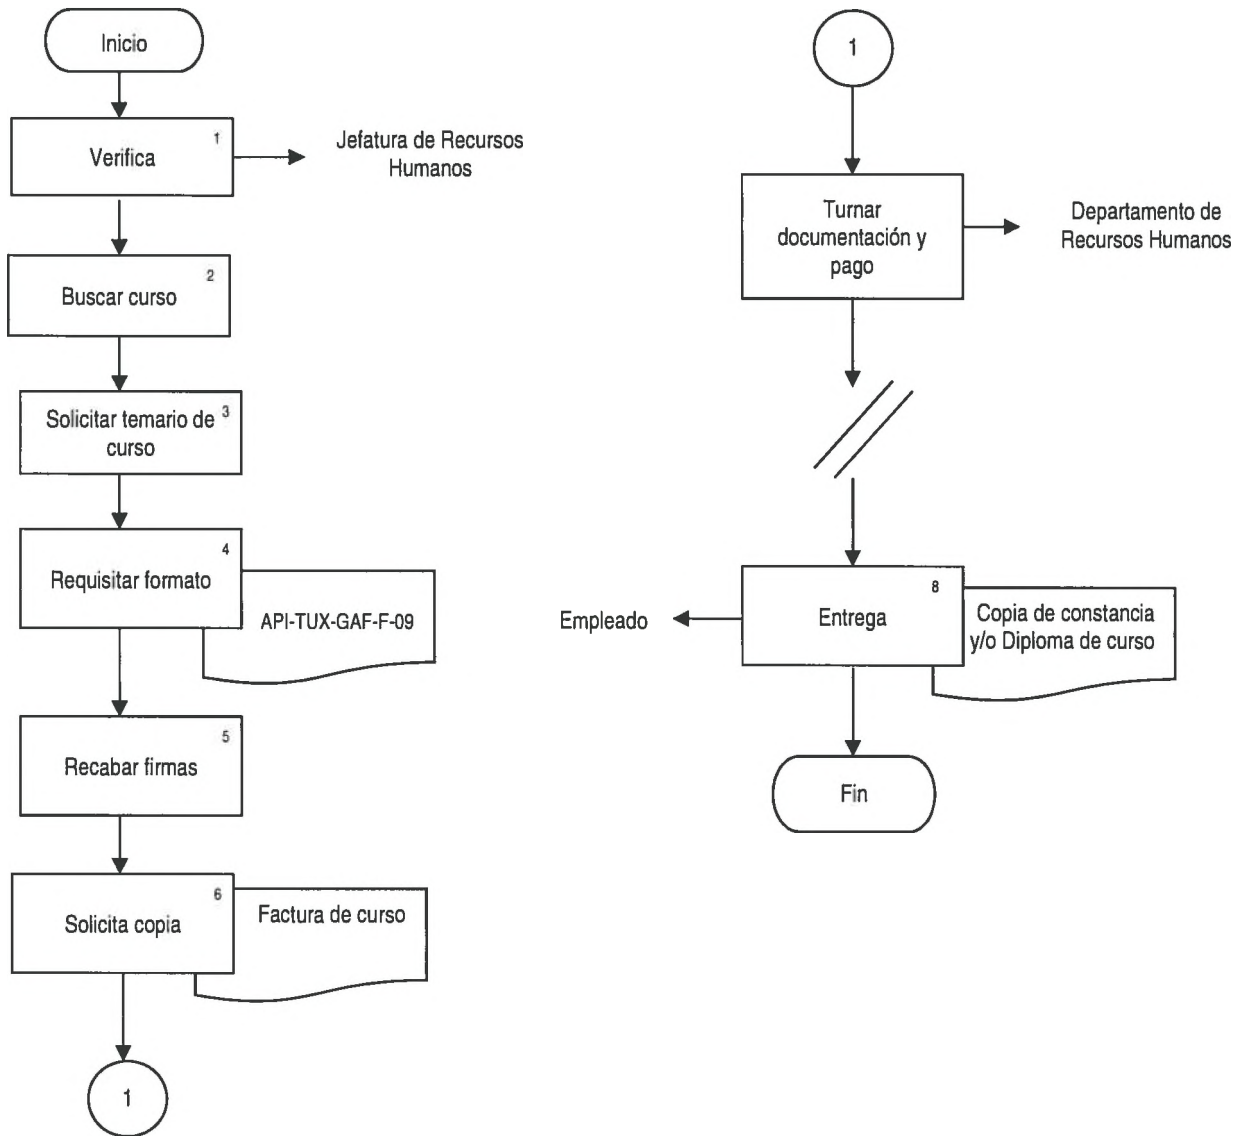 Inicio
1
Verifica
Jefatura de Recursos
Humanos
2
Buscar curso
3
Solicitar temario de
curso
4
Requisitar formato
API-TUX-GAF-F-09
5
Recabar firmas
6
Solicita copia
Factura de curso
1
1
Turnar
documentación y
pago
Departamento de
Recursos Humanos
8
Entrega
Empleado
Copia de constancia
y/o Diploma de curso
Fin